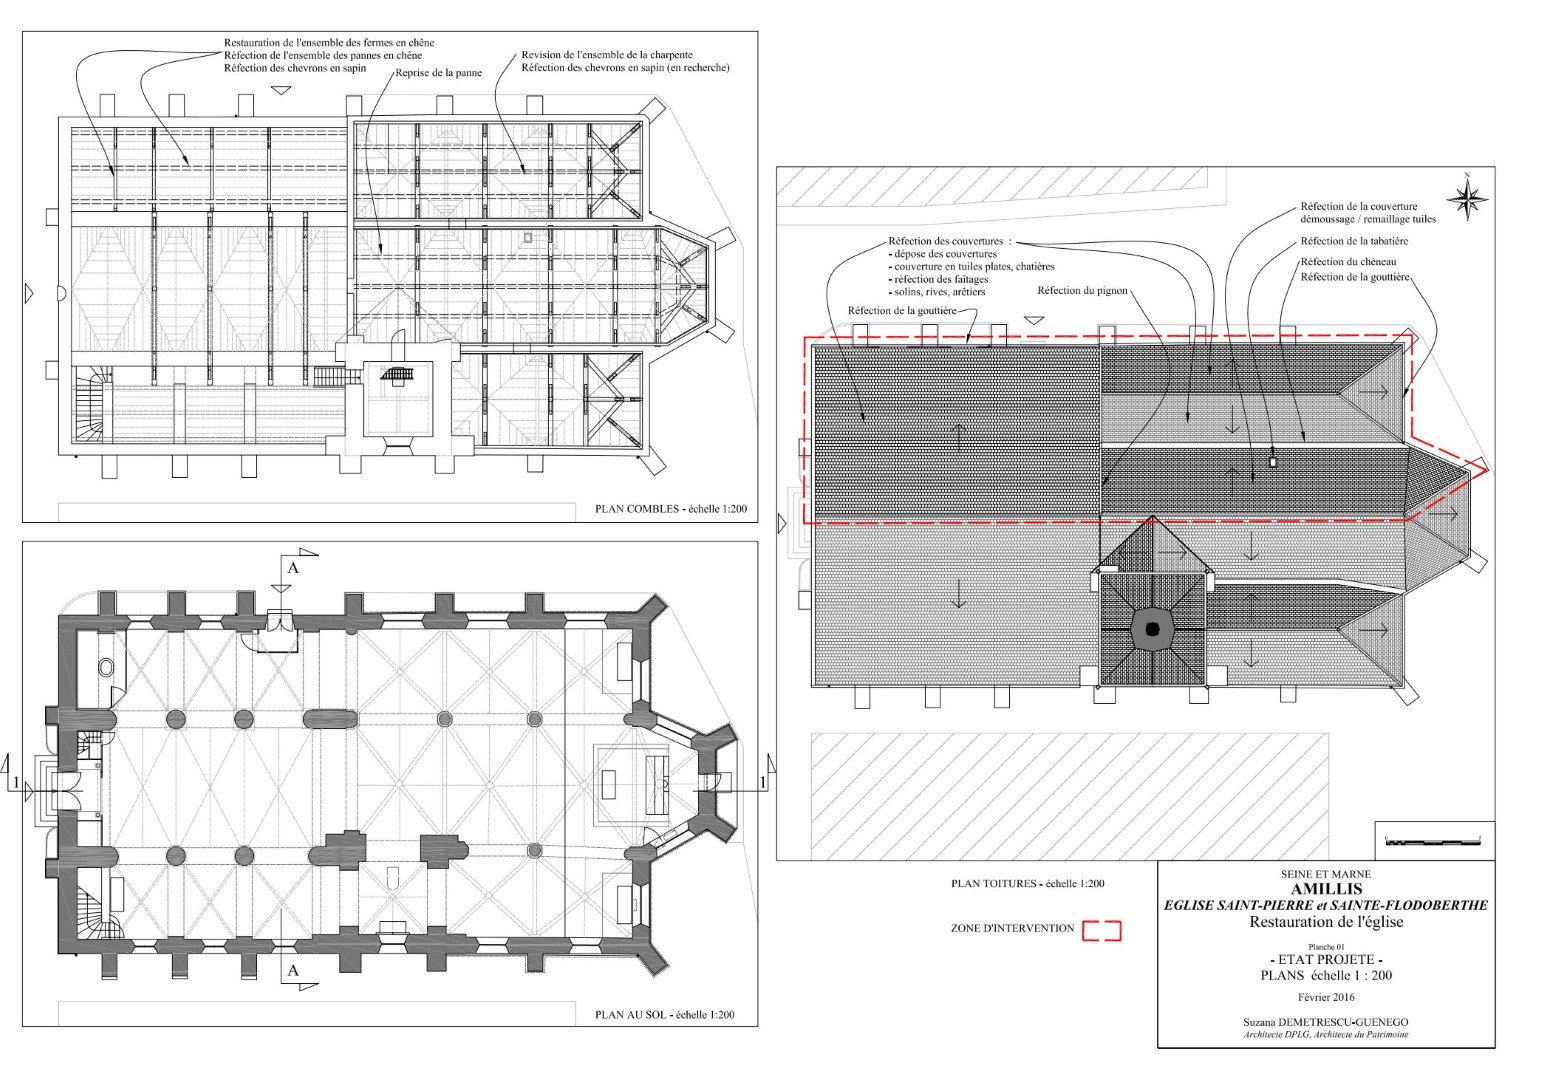 Restauration de l'ensemble des fermes en chêne
Réfection de l'ensemble des pannes en chêne
Réfection des chevrons en sapin
Reprise de la panne
Revision de l'ensemble de la charpente
Réfection des chevrons en sapin (en recherche)
PLAN COMBLES - échelle 1:200
A
1
1
A
PLAN AU SOL - échelle 1:200
N
Réfection de la couverture
démoussage / remaillage tuiles
Réfection des couvertures :
- dépose des couvertures
- couverture en tuiles plates, chatières
- réfection des faîtages
- solins, rives, arêtiers
Réfection de la tabatière
Réfection du chéneau
Réfection de la gouttière
Réfection du pignon
Réfection de la gouttière
0
5
PLAN TOITURES - échelle 1:200
ZONE D'INTERVENTION
SEINE ET MARNE
AMILLIS
EGLISE SAINT-PIERRE et SAINTE-FLODOBERTHE
Restauration de l'église
Planche 01
- ETAT PROJETE -
PLANS échelle 1 : 200
Février 2016
Suzana DEMETRESCU-GUENEGO
Architecte DPLG, Architecte du Patrimoine